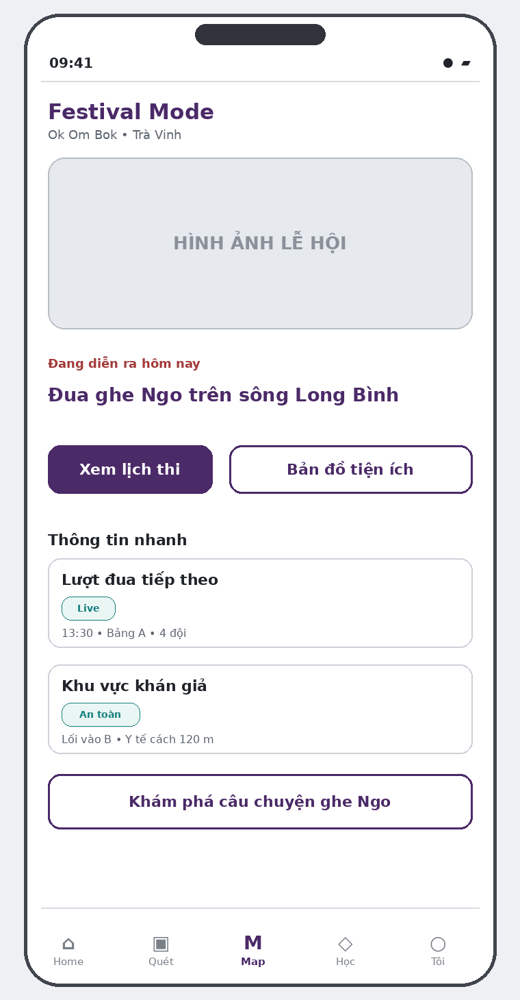 09:41
Festival Mode
Ok Om Bok • Trà Vinh
HÌNH ẢNH LỄ HỘI
Đang diễn ra hôm nay
Đua ghe Ngo trên sông Long Bình
Xem lịch thi
Bản đồ tiện ích
Thông tin nhanh
Lượt đua tiếp theo
Live
13:30 • Bảng A • 4 đội
Khu vực khán giả
An toàn
Lối vào B • Y tế cách 120 m
Khám phá câu chuyện ghe Ngo
M
Home
Quét
Map
Học
Tôi